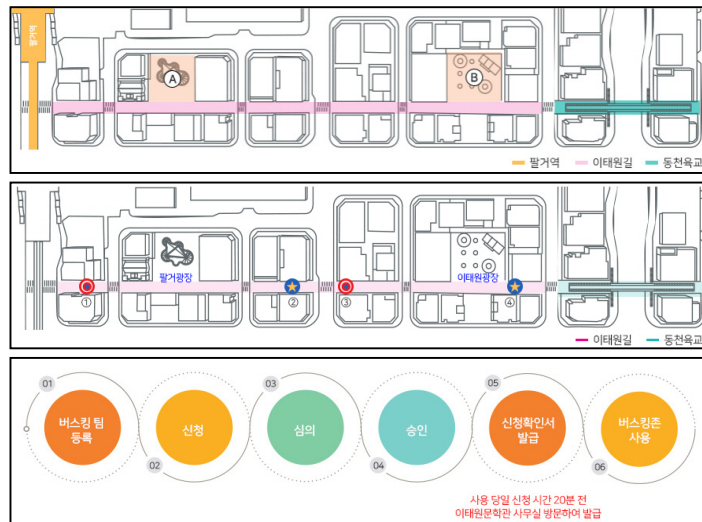 팔거역
A
B
팔거역 이태원길 동천육교
팔거광장
이태원광장
① ② ③ ④
이태원길 동천육교
01
03
05
버스킹 팀
등록
신청
심의
승인
신청확인서
발급
버스킹존
사용
02
04
06
사용 당일 신청 시간 20분 전
이태원문학관 사무실 방문하여 발급